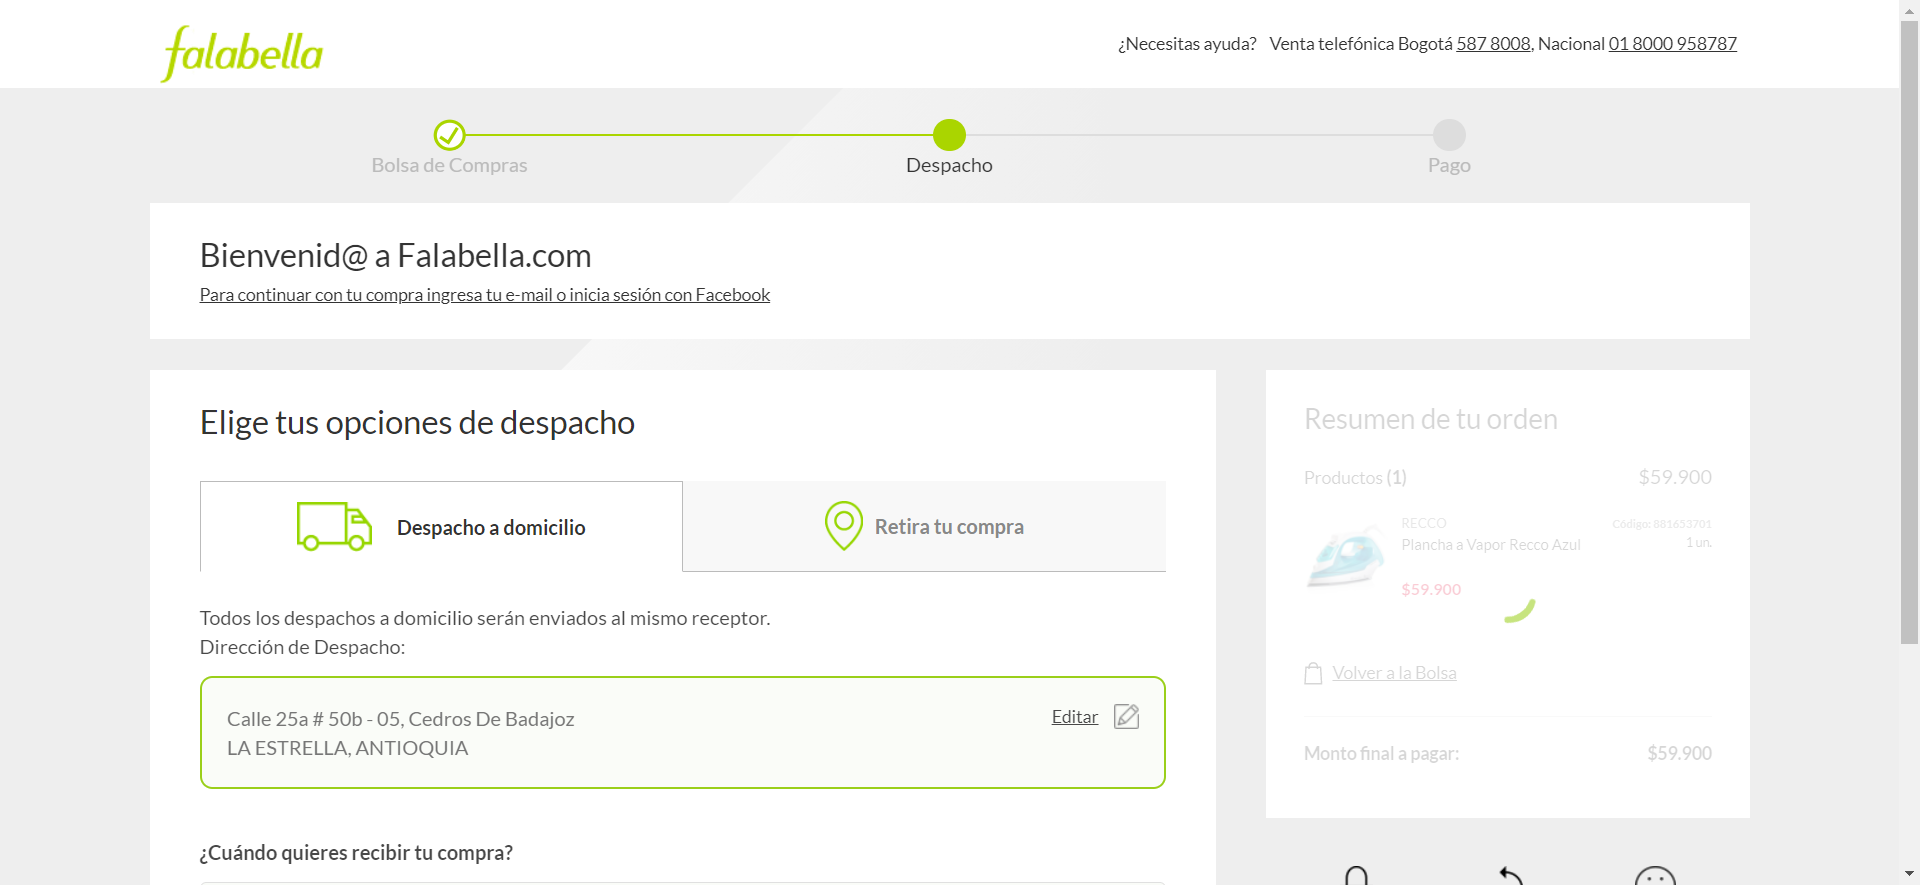 falabella
¿Necesitas ayuda? Venta telefónica Bogotá 587 8008, Nacional 01 8000 958787
Bolsa de Compras
Despacho
Pago
Bienvenid@ a Falabella.com
Para continuar con tu compra ingresa tu e-mail o inicia sesión con Facebook
Elige tus opciones de despacho
Despacho a domicilio
Retira tu compra
Todos los despachos a domicilio serán enviados al mismo receptor.
Dirección de Despacho:
Calle 25a # 50b - 05, Cedros De Badajoz
LA ESTRELLA, ANTIOQUIA
Editar
¿Cuándo quieres recibir tu compra?
Resumen de tu orden
Productos (1) $59.900
RECCO Código: 881653701
Plancha a Vapor Recco Azul 1 un.
$59.900
Volver a la Bolsa
Monto final a pagar: $59.900